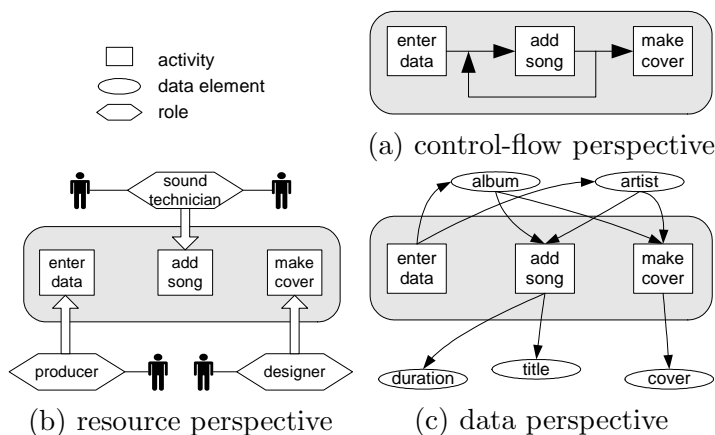 activity
data element
role
enter
data
add
song
make
cover
(a) control-flow perspective
sound
technician
enter
data
add
song
make
cover
producer
designer
(b) resource perspective
album
artist
enter
data
add
song
make
cover
duration
title
cover
(c) data perspective